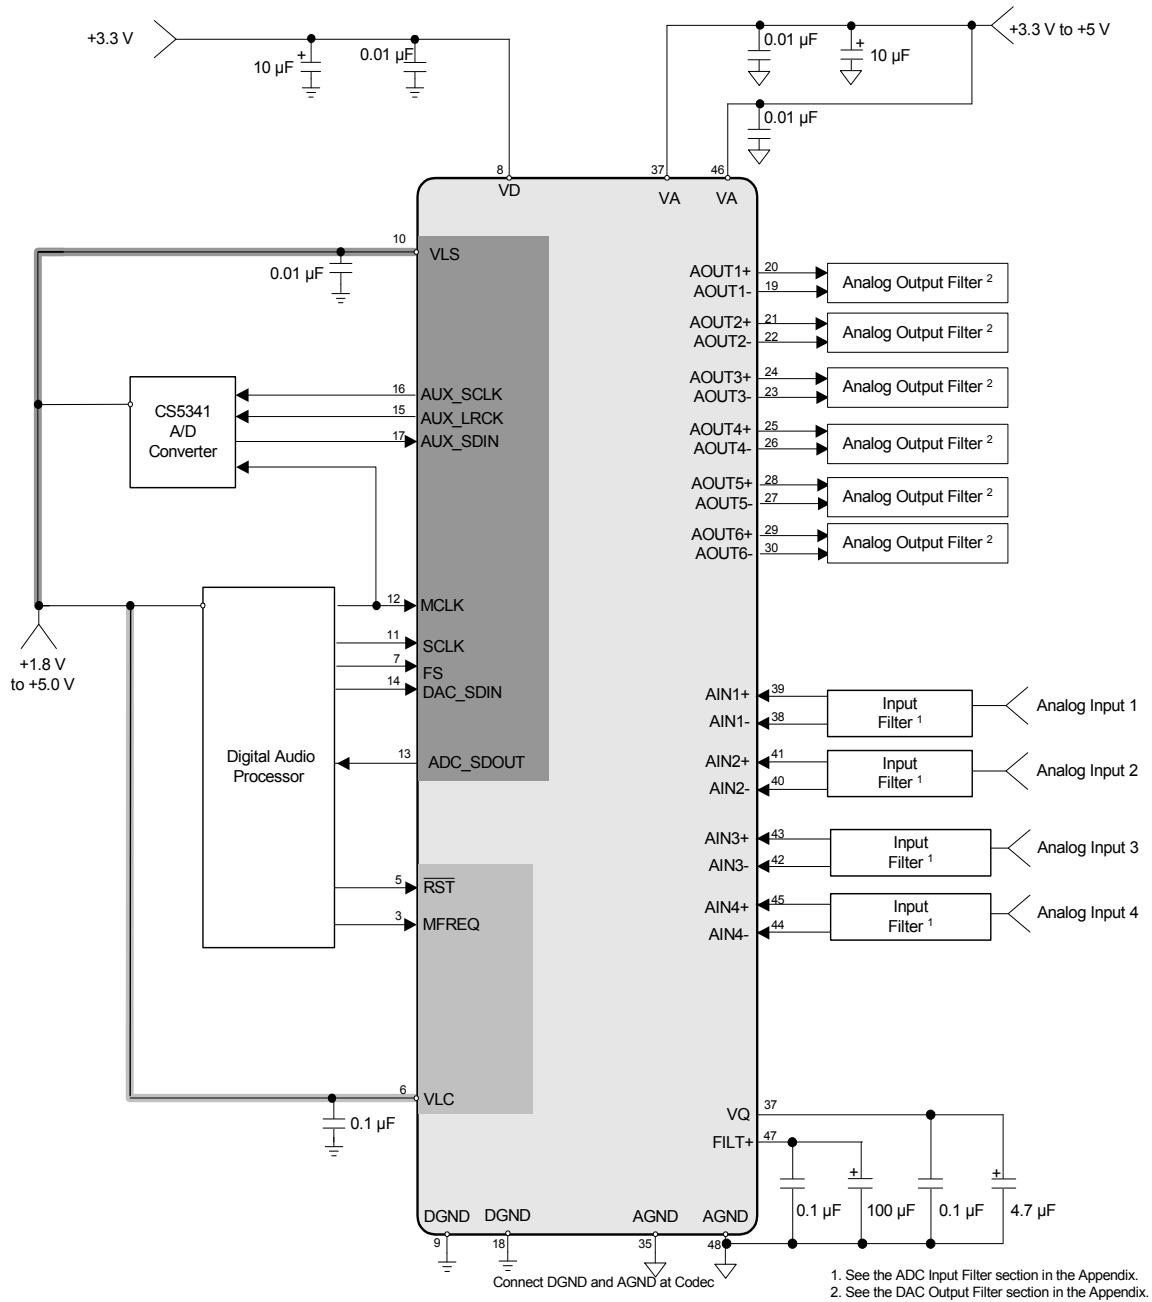 +3.3 V
10 µF
+
0.01 µF
0.01 µF
+
10 µF
+3.3 V to +5 V
0.01 µF
8
VD
37
VA
46
VA
10
VLS
0.01 µF
CS5341
A/D
Converter
16
AUX_SCLK
15
AUX_LRCK
17
AUX_SDIN
12
MCLK
11
SCLK
7
FS
14
DAC_SDIN
13
ADC_SDOUT
+1.8 V
to +5.0 V
Digital Audio
Processor
5
RST
3
MFREQ
6
VLC
0.1 µF
AOUT1+
20
AOUT1-
19
Analog Output Filter 2
AOUT2+
21
AOUT2-
22
Analog Output Filter 2
AOUT3+
24
AOUT3-
23
Analog Output Filter 2
AOUT4+
25
AOUT4-
26
Analog Output Filter 2
AOUT5+
28
AOUT5-
27
Analog Output Filter 2
AOUT6+
29
AOUT6-
30
Analog Output Filter 2
AIN1+
39
AIN1-
38
Input
Filter 1
Analog Input 1
AIN2+
41
AIN2-
40
Input
Filter 1
Analog Input 2
AIN3+
43
AIN3-
42
Input
Filter 1
Analog Input 3
AIN4+
45
AIN4-
44
Input
Filter 1
Analog Input 4
VQ
37
FILT+
47
0.1 µF
+
100 µF
0.1 µF
+
4.7 µF
DGND
9
DGND
18
AGND
35
AGND
48
Connect DGND and AGND at Codec
1. See the ADC Input Filter section in the Appendix.
2. See the DAC Output Filter section in the Appendix.